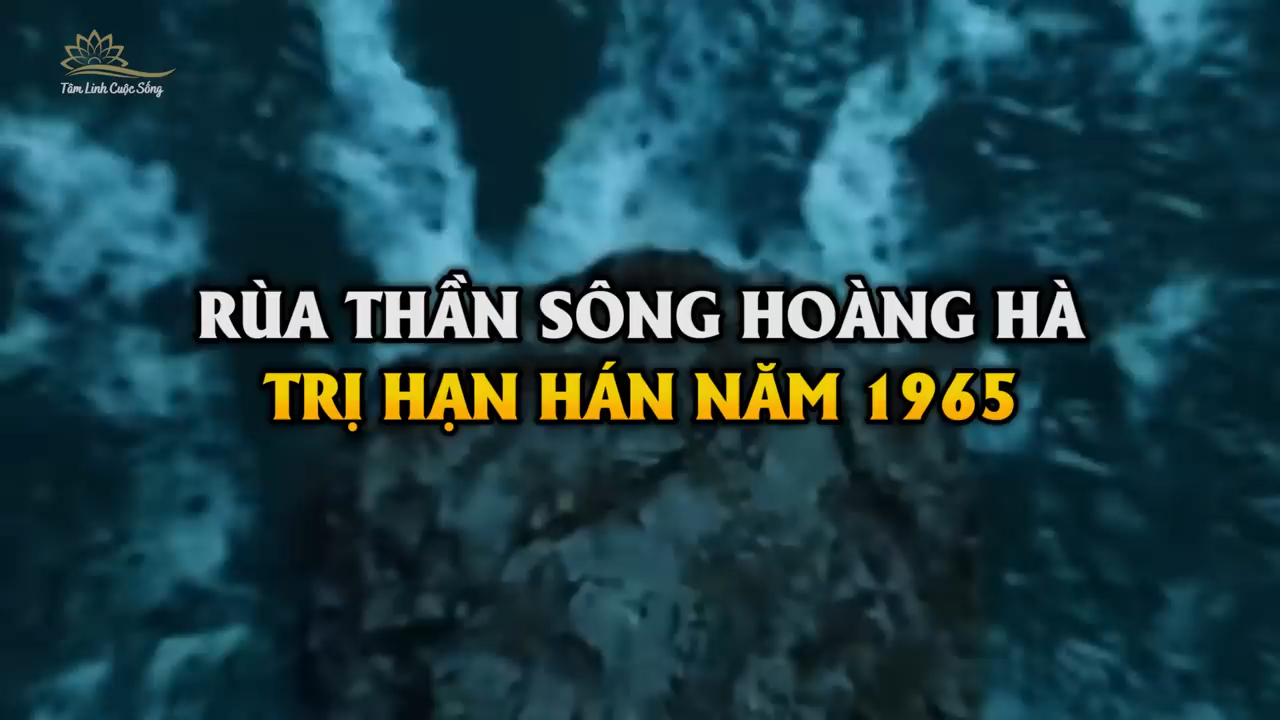 Tâm Linh Cuộc Sống
RÙA THẦN SÔNG HOÀNG HÀ
TRỊ HẠN HÁN NĂM 1965